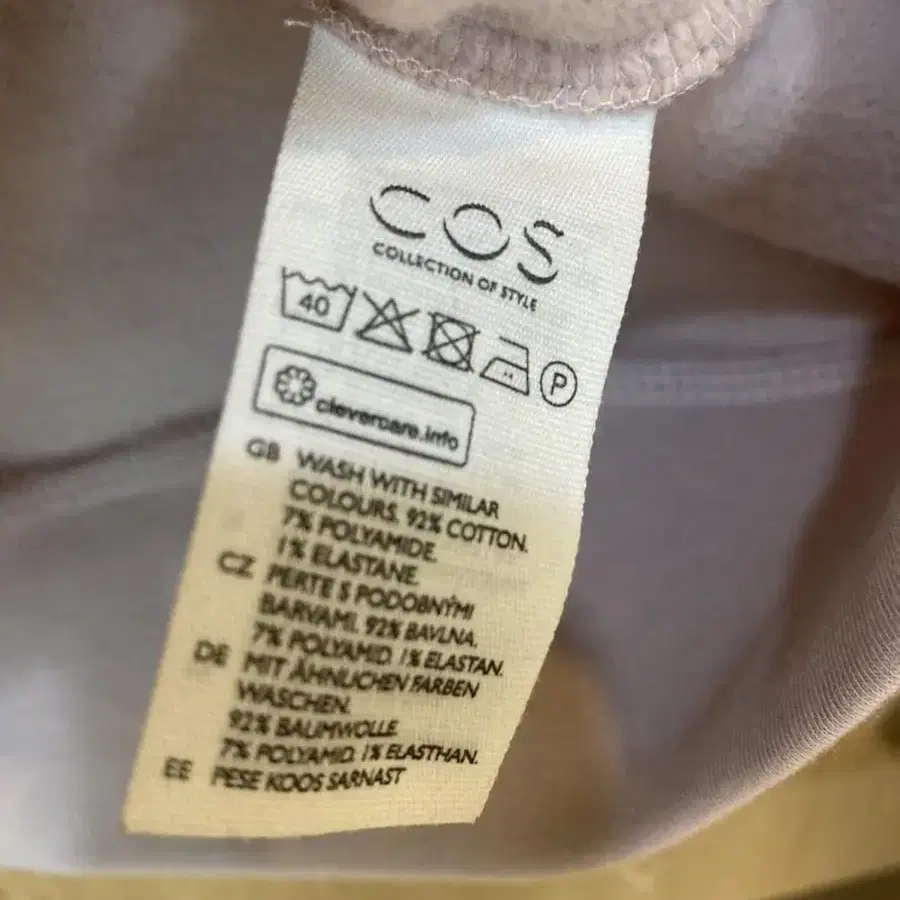 COS
COLLECTION OF STYLE
40
P
clevercare.info
GB WASH WITH SIMILAR
COLOURS. 92% COTTON.
7% POLYAMIDE.
1% ELASTANE.
CZ PERTE S PODOBNÝMI
BARVAMI. 92% BAVLNA.
7% POLYAMID. 1% ELASTAN.
DE MIT ÄHNLICHEN FARBEN
WASCHEN.
92% BAUMWOLLE
7% POLYAMID. 1% ELASTHAN.
EE PESE KOOS SARNAST